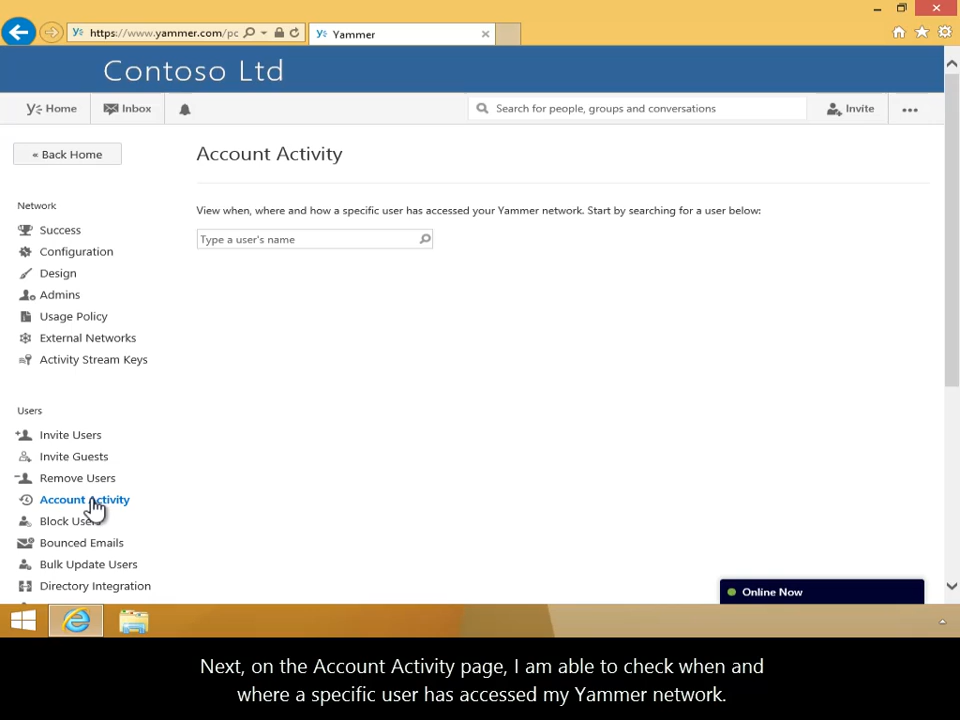 https://www.yammer.com/pc
Yammer
Contoso Ltd
Home
Inbox
Search for people, groups and conversations
Invite
« Back Home
Account Activity
Network
View when, where and how a specific user has accessed your Yammer network. Start by searching for a user below:
Success
Type a user's name
Configuration
Design
Admins
Usage Policy
External Networks
Activity Stream Keys
Users
Invite Users
Invite Guests
Remove Users
Account Activity
Block Users
Bounced Emails
Bulk Update Users
Directory Integration
Online Now
Next, on the Account Activity page, I am able to check when and
where a specific user has accessed my Yammer network.